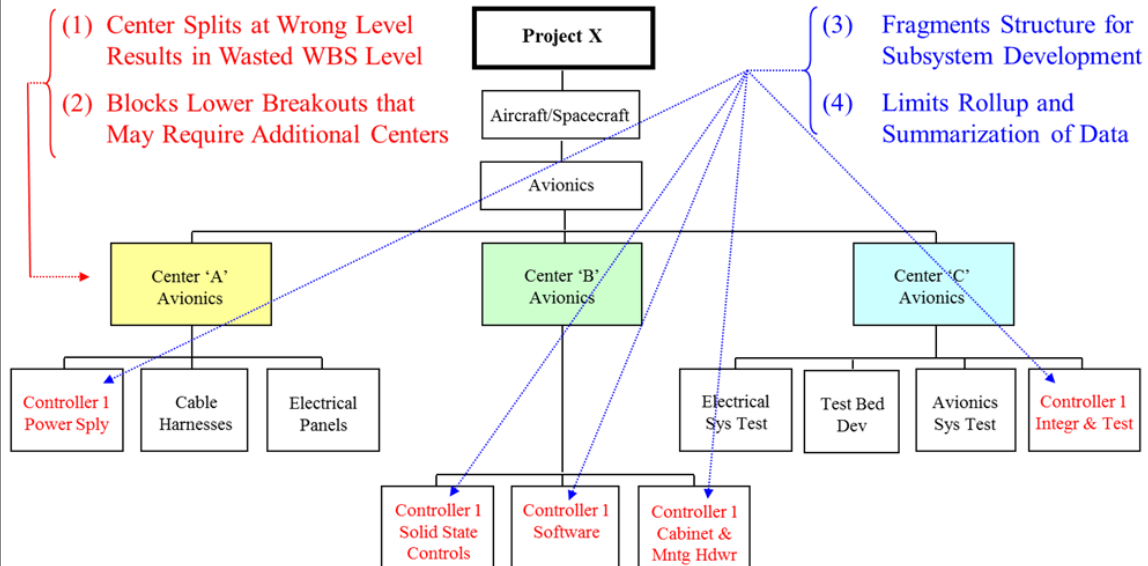 (1) Center Splits at Wrong Level
Results in Wasted WBS Level
(2) Blocks Lower Breakouts that
May Require Additional Centers
Project X
(3) Fragments Structure for
Subsystem Development
(4) Limits Rollup and
Summarization of Data
Aircraft/Spacecraft
Avionics
Center ‘A’
Avionics
Center ‘B’
Avionics
Center ‘C’
Avionics
Controller 1
Power Sply
Cable
Harnesses
Electrical
Panels
Electrical
Sys Test
Test Bed
Dev
Avionics
Sys Test
Controller 1
Integr & Test
Controller 1
Solid State
Controls
Controller 1
Software
Controller 1
Cabinet &
Mntg Hdwr